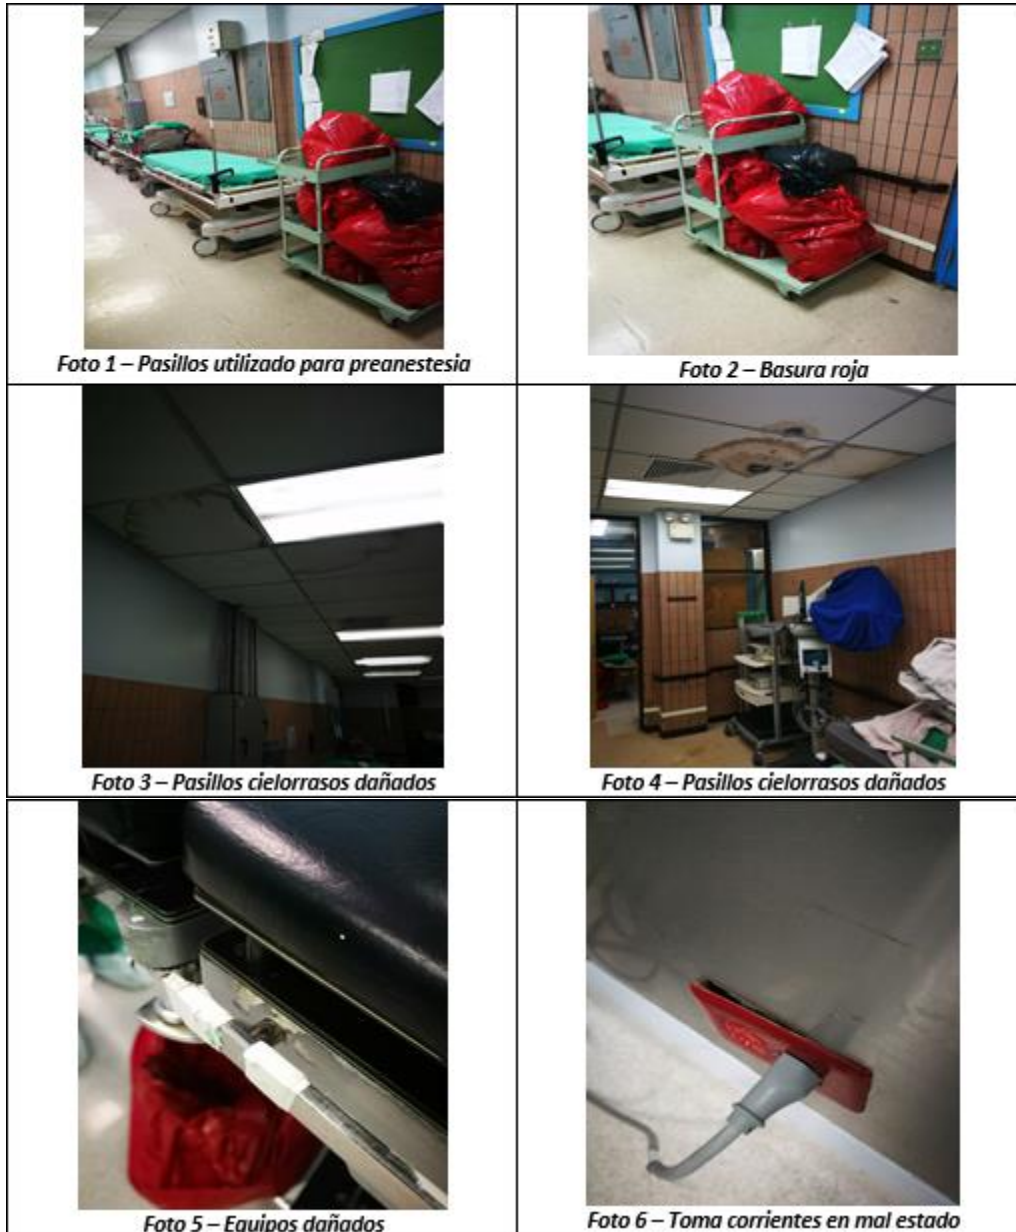 Foto 1 – Pasillos utilizado para preanestesia
Foto 2 – Basura roja
Foto 3 – Pasillos cielorrasos dañados
Foto 4 – Pasillos cielorrasos dañados
Foto 5 – Equipos dañados
Foto 6 – Toma corrientes en mal estado